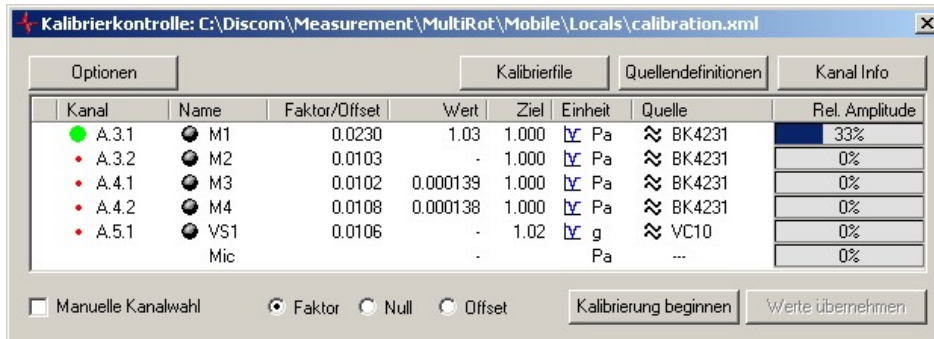 Kalibrierkontrolle: C:\Discom\Measurement\MultiRot\Mobile\Locals\calibration.xml
Optionen Kalibrierfile Quellendefinitionen Kanal Info
Kanal Name Faktor/Offset Wert Ziel Einheit Quelle Rel. Amplitude
A.3.1 M1 0.0230 1.03 1.000 Pa BK4231 33%
A.3.2 M2 0.0103 - 1.000 Pa BK4231 0%
A.4.1 M3 0.0102 0.000139 1.000 Pa BK4231 0%
A.4.2 M4 0.0108 0.000138 1.000 Pa BK4231 0%
A.5.1 VS1 0.0106 - 1.02 g VC10 0%
Mic - Pa --- 0%
Manuelle Kanalwahl Faktor Null Offset Kalibrierung beginnen Werte übernehmen